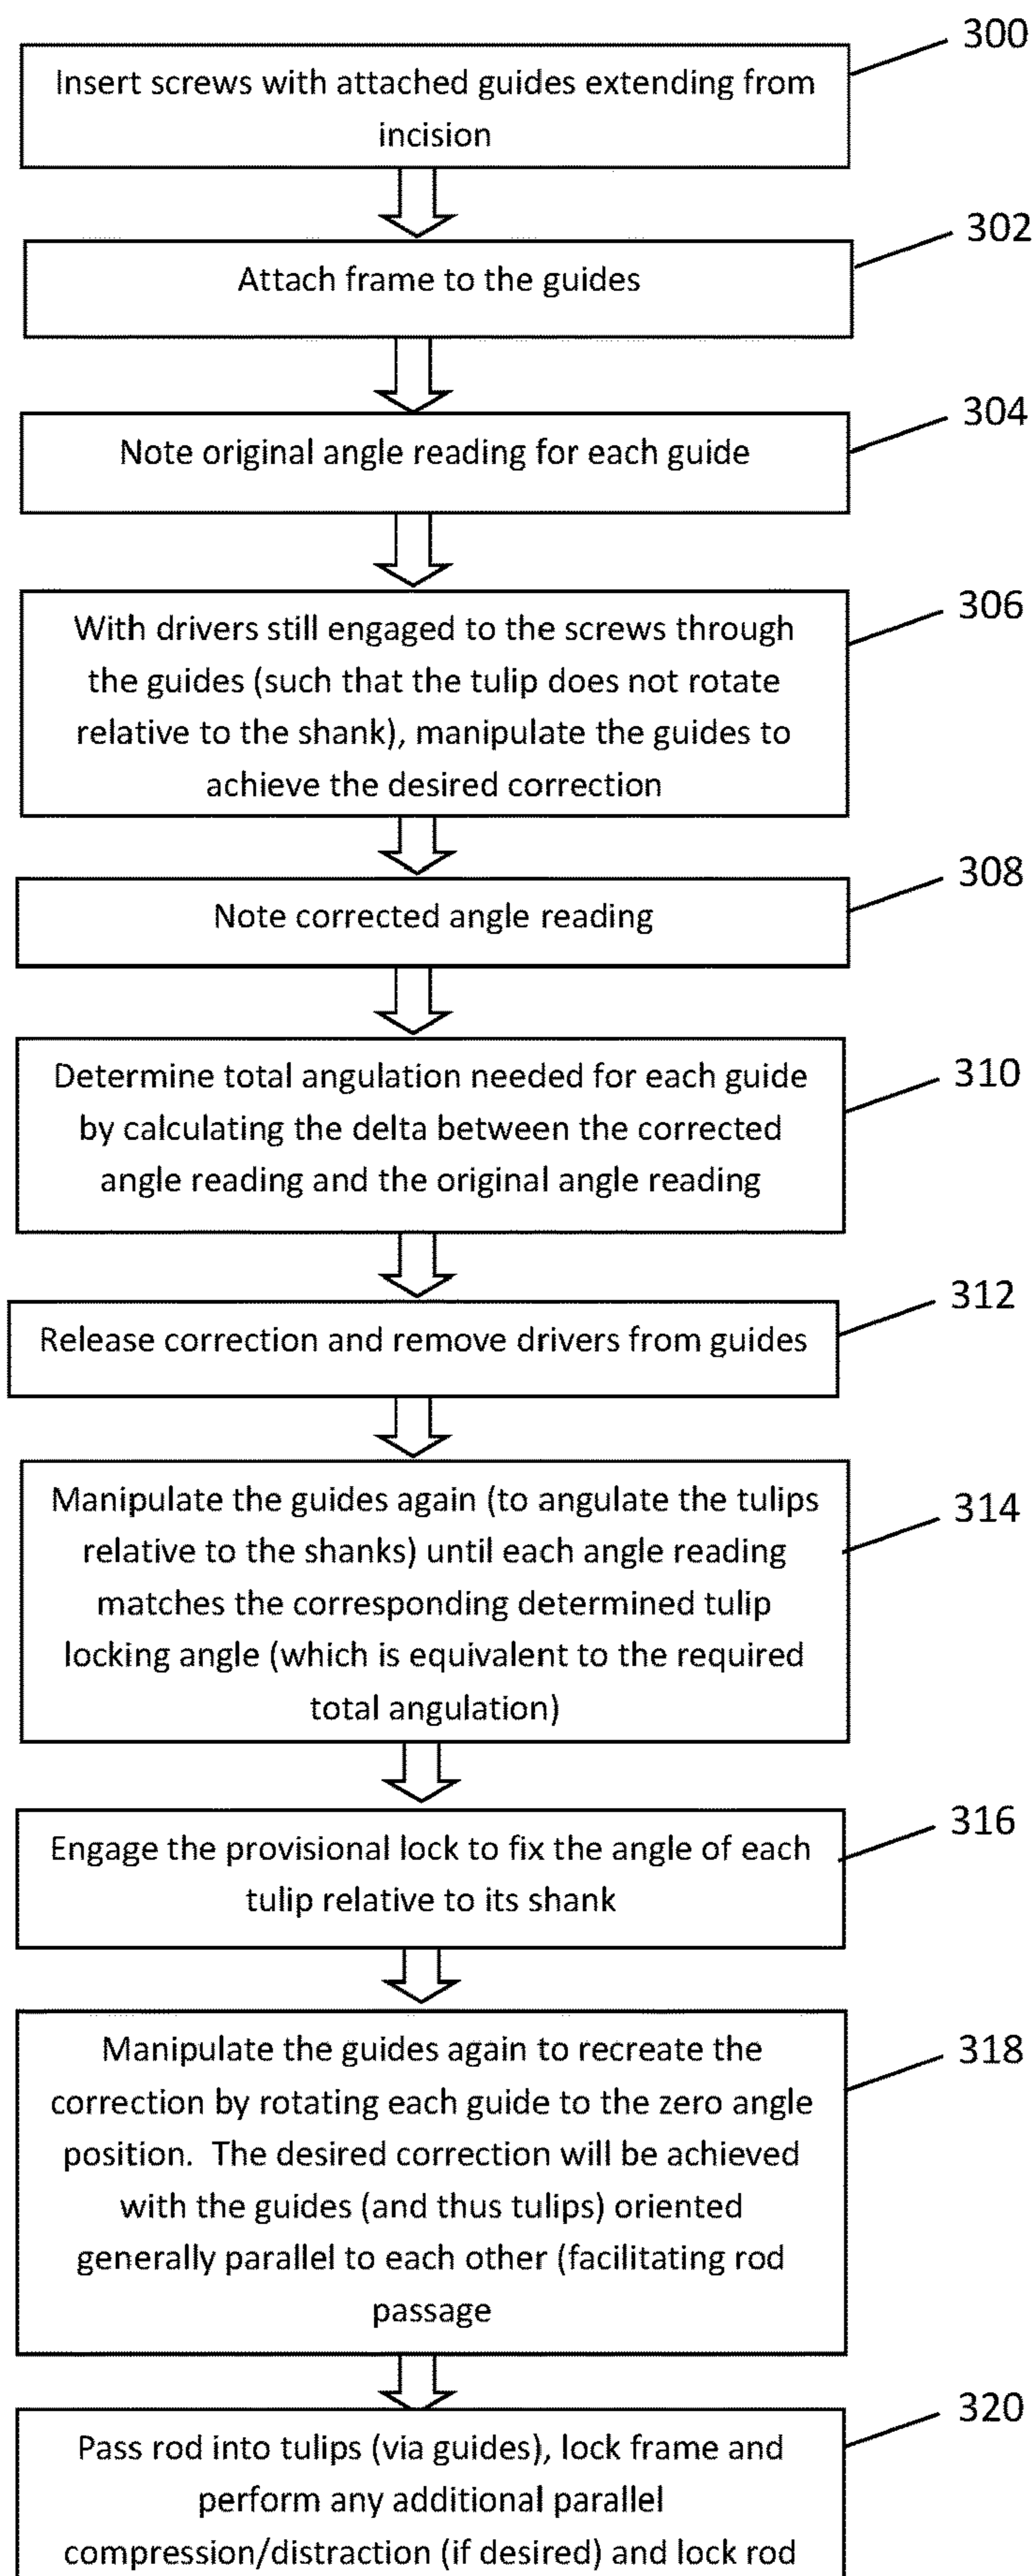 300
Insert screws with attached guides extending from
incision
302
Attach frame to the guides
304
Note original angle reading for each guide
306
With drivers still engaged to the screws through
the guides (such that the tulip does not rotate
relative to the shank), manipulate the guides to
achieve the desired correction
308
Note corrected angle reading
310
Determine total angulation needed for each guide
by calculating the delta between the corrected
angle reading and the original angle reading
312
Release correction and remove drivers from guides
314
Manipulate the guides again (to angulate the tulips
relative to the shanks) until each angle reading
matches the corresponding determined tulip
locking angle (which is equivalent to the required
total angulation)
316
Engage the provisional lock to fix the angle of each
tulip relative to its shank
318
Manipulate the guides again to recreate the
correction by rotating each guide to the zero angle
position.  The desired correction will be achieved
with the guides (and thus tulips) oriented
generally parallel to each other (facilitating rod
passage
320
Pass rod into tulips (via guides), lock frame and
perform any additional parallel
compression/distraction (if desired) and lock rod